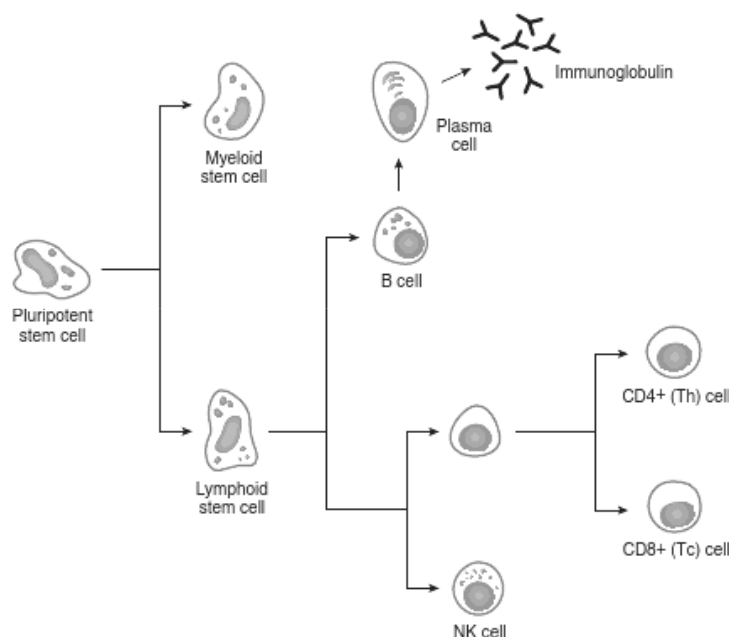 Immunoglobulin
Plasma
cell
Myeloid
stem cell
B cell
Pluripotent
stem cell
CD4+ (Th) cell
Lymphoid
stem cell
CD8+ (Tc) cell
NK cell